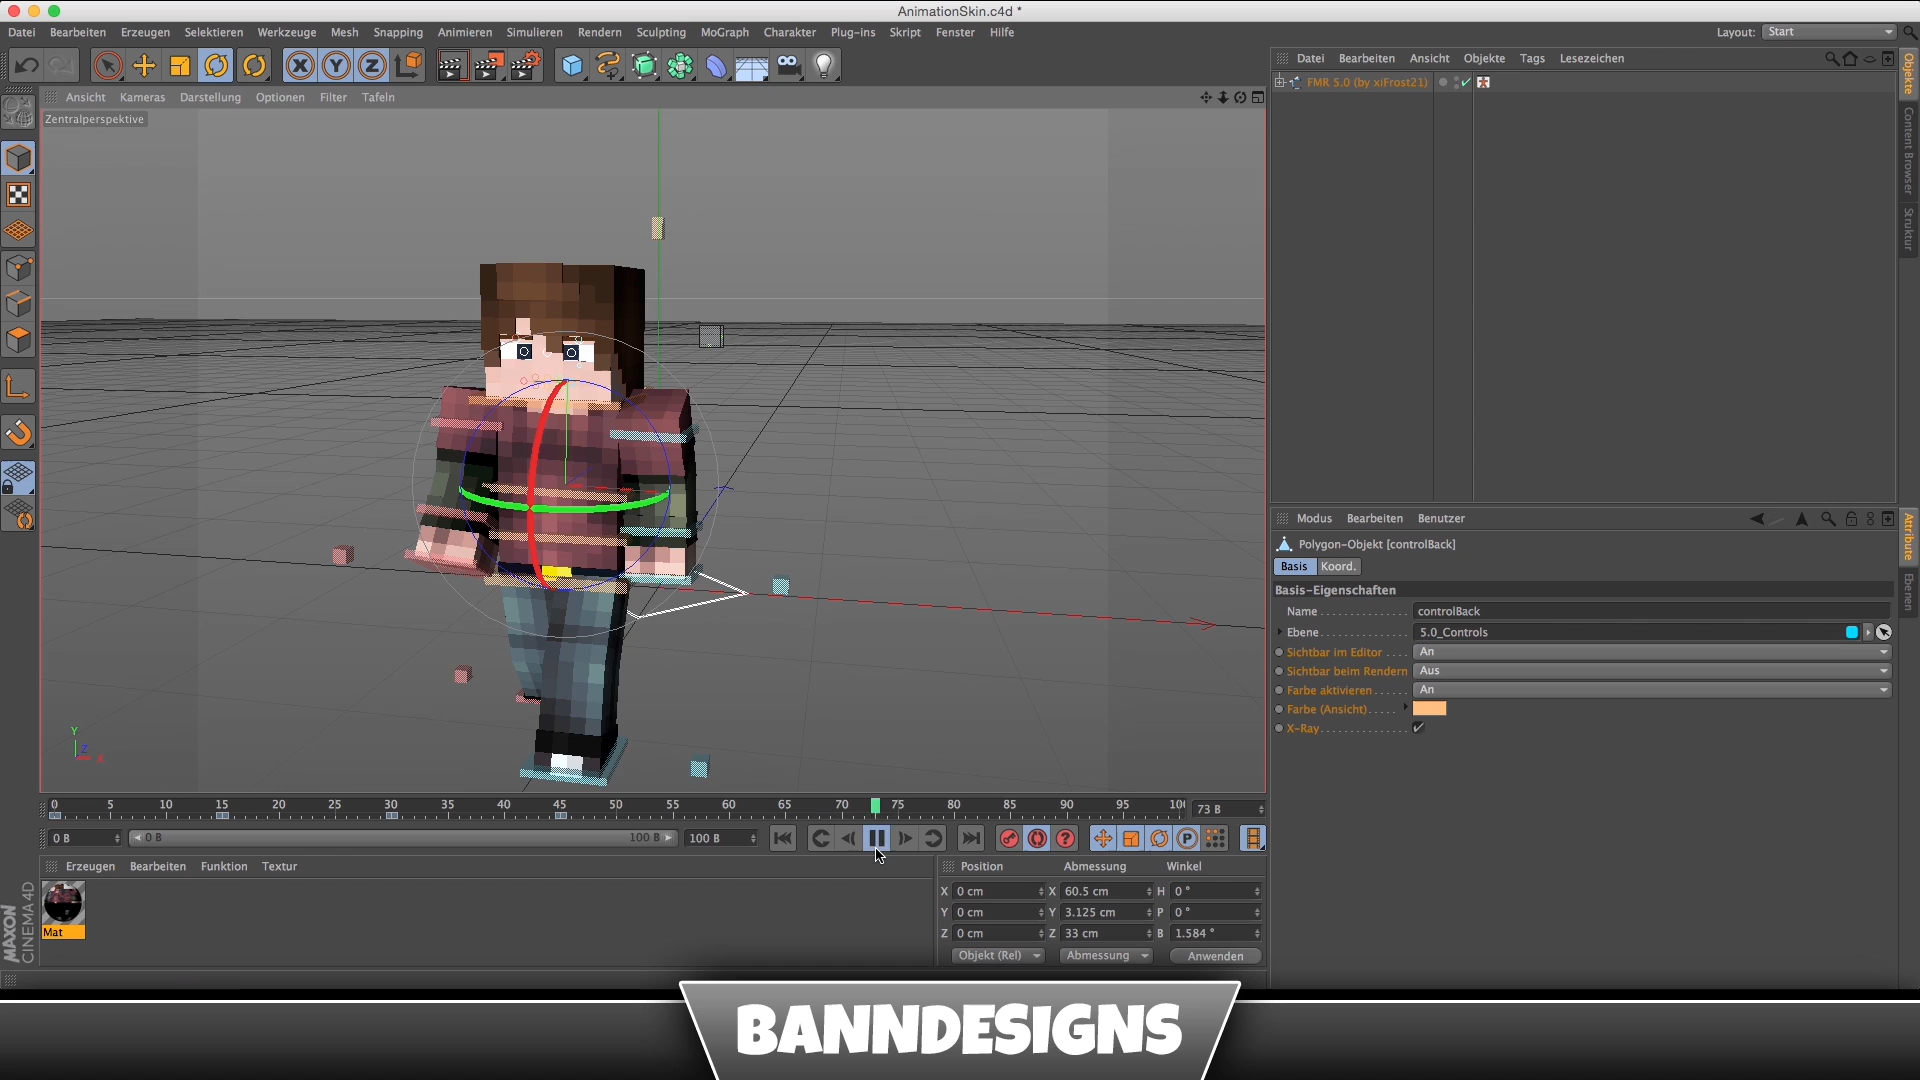 AnimationSkin.c4d *
Datei Bearbeiten Erzeugen Selektieren Werkzeuge Mesh Snapping Animieren Simulieren Rendern Sculpting MoGraph Charakter Plug-ins Skript Fenster Hilfe
Layout: Start
X Y Z
Datei Bearbeiten Ansicht Objekte Tags Lesezeichen
FMR 5.0 (by xiFrost21)
Objekte
Content Browser
Struktur
Ansicht Kameras Darstellung Optionen Filter Tafeln
Zentralperspektive
Y
Z
X
Modus Bearbeiten Benutzer
Polygon-Objekt [controlBack]
Basis Koord.
Basis-Eigenschaften
Name controlBack
Ebene 5.0_Controls
Sichtbar im Editor An
Sichtbar beim Rendern Aus
Farbe aktivieren An
Farbe (Ansicht)
X-Ray
Attribute
Ebenen
0 5 10 15 20 25 30 35 40 45 50 55 60 65 70 75 80 85 90 95 100
73 B
0 B 0 B 100 B 100 B
? P
Erzeugen Bearbeiten Funktion Textur
Mat
MAXON
CINEMA 4D
Position Abmessung Winkel
X 0 cm X 60.5 cm H 0 °
Y 0 cm Y 3.125 cm P 0 °
Z 0 cm Z 33 cm B 1.584 °
Objekt (Rel) Abmessung Anwenden
BANNDESIGNS